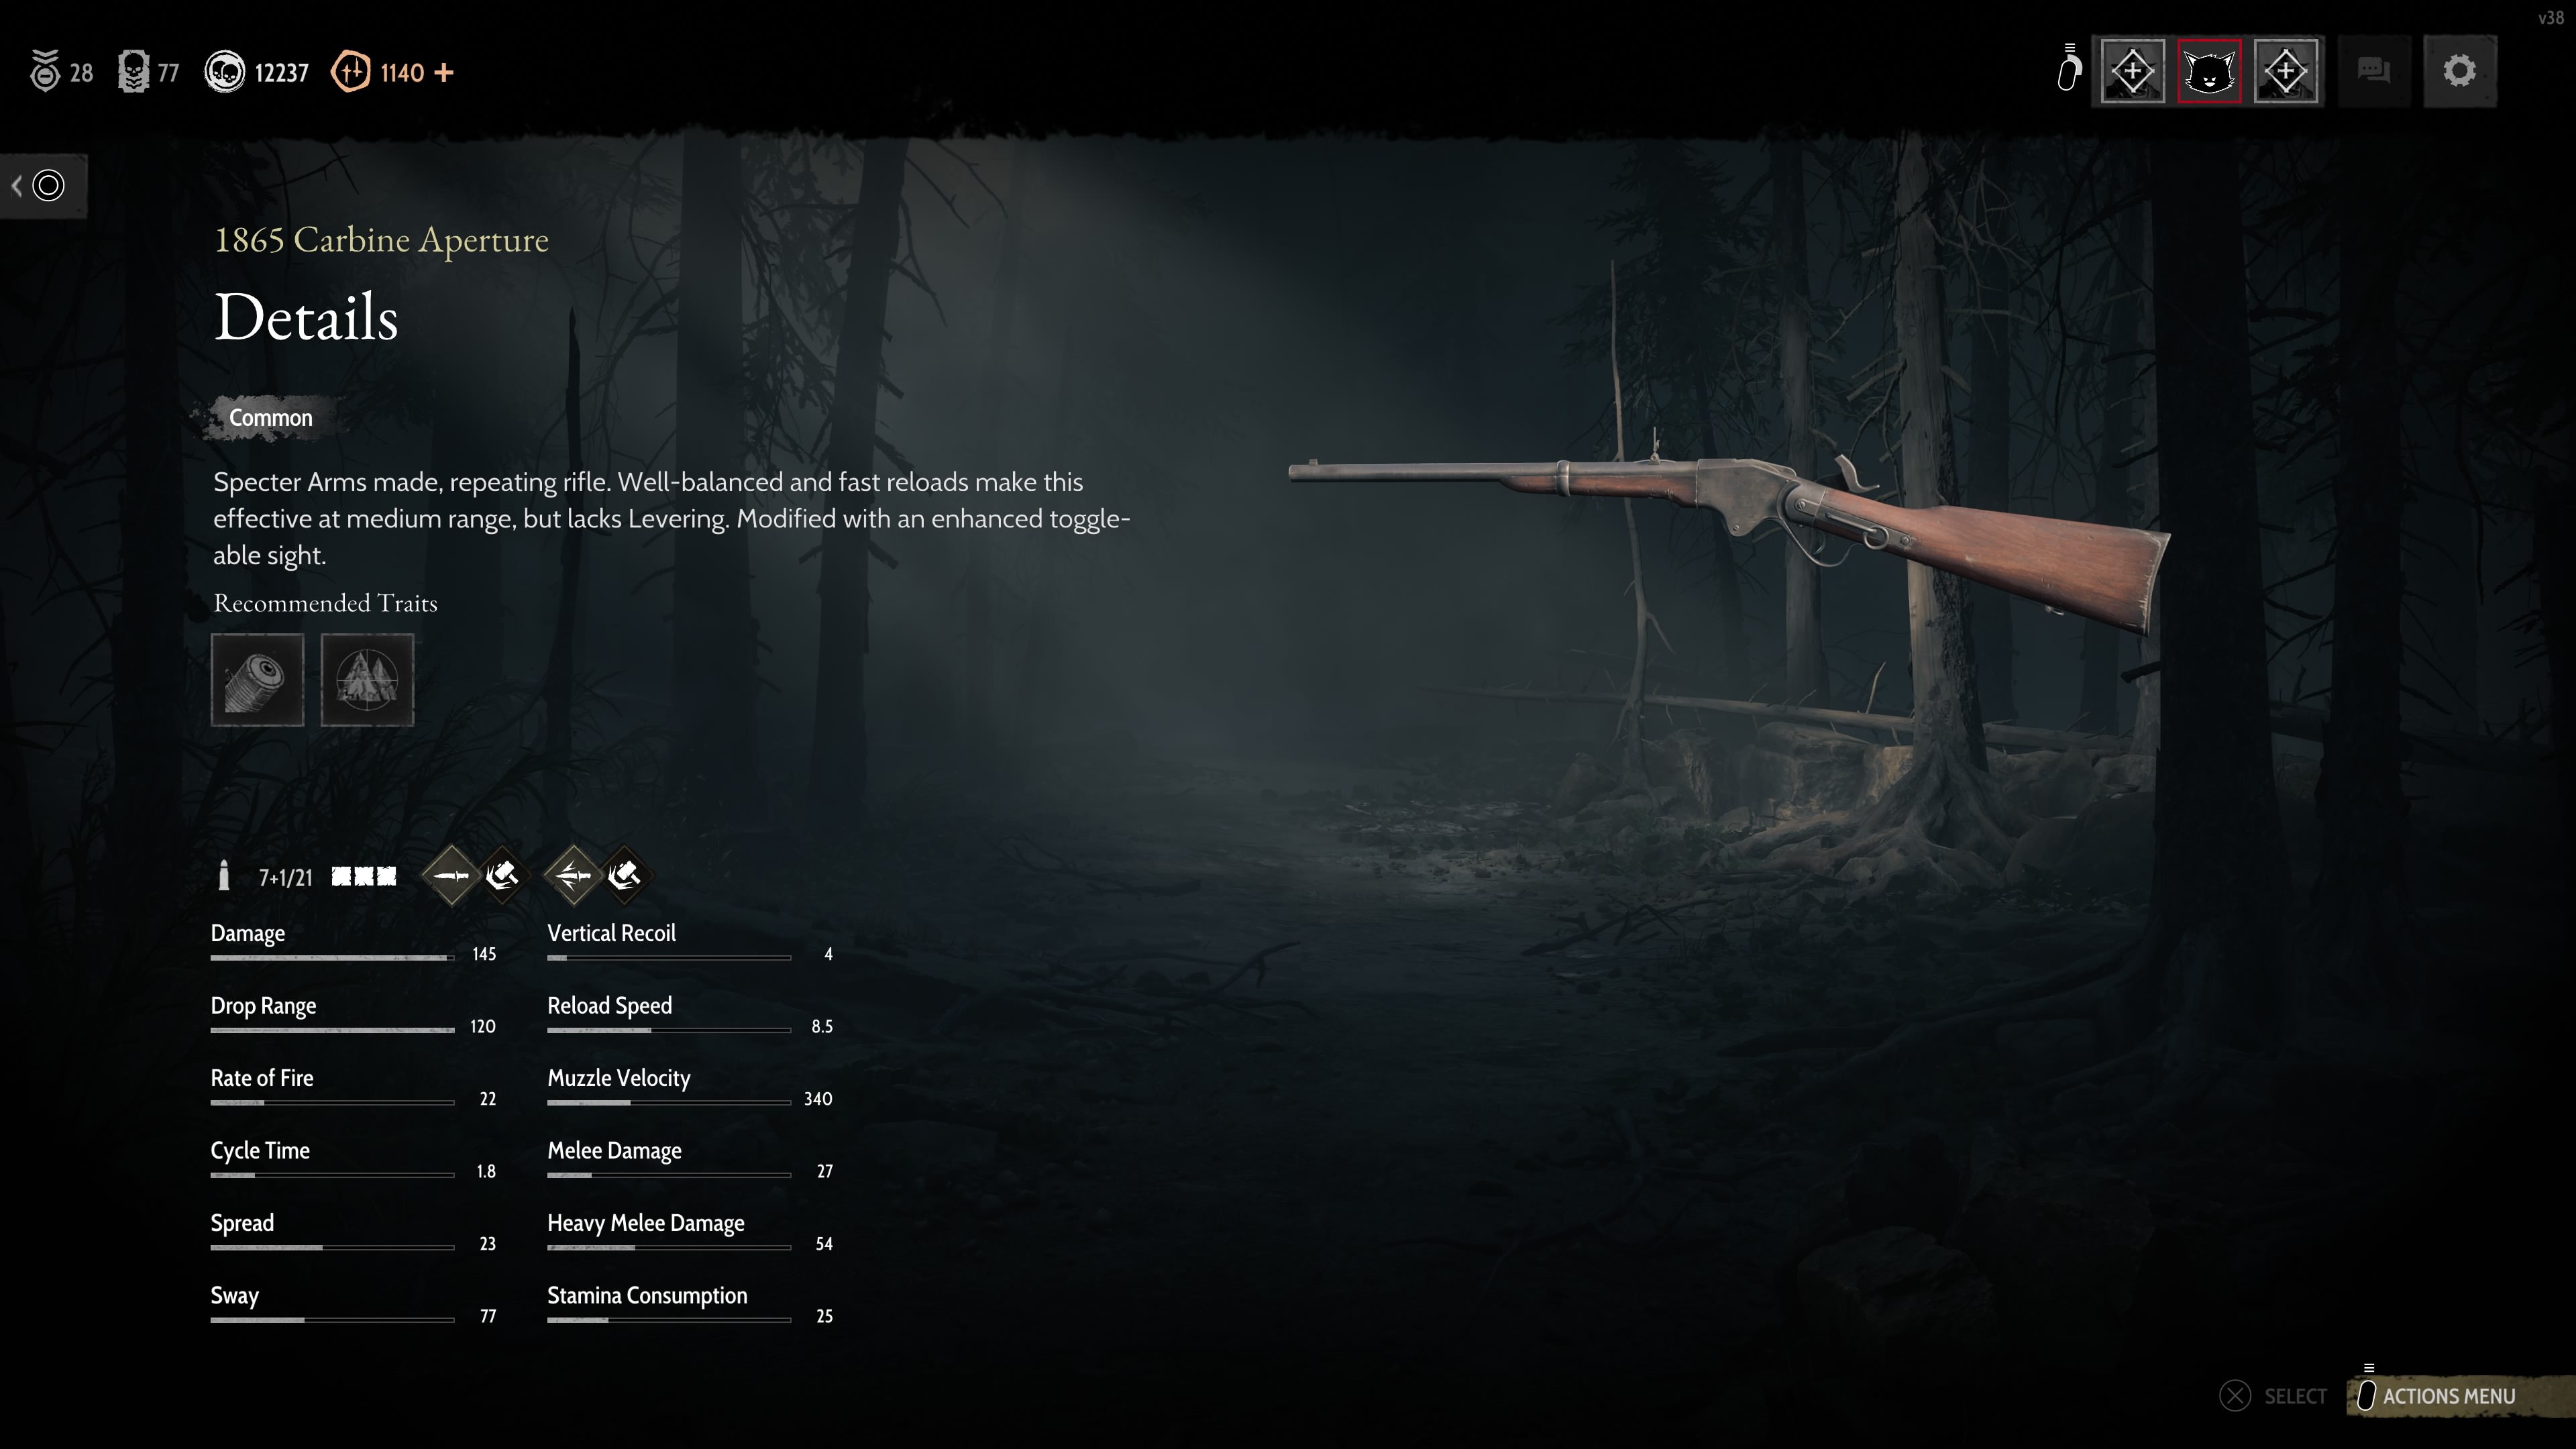 v38
28 77 12237 1140 +
1865 Carbine Aperture
Details
Common
Specter Arms made, repeating rifle. Well-balanced and fast reloads make this
effective at medium range, but lacks Levering. Modified with an enhanced toggle-
able sight.
Recommended Traits
7+1/21
Damage 145
Vertical Recoil 4
Drop Range 120
Reload Speed 8.5
Rate of Fire 22
Muzzle Velocity 340
Cycle Time 1.8
Melee Damage 27
Spread 23
Heavy Melee Damage 54
Sway 77
Stamina Consumption 25
SELECT
ACTIONS MENU